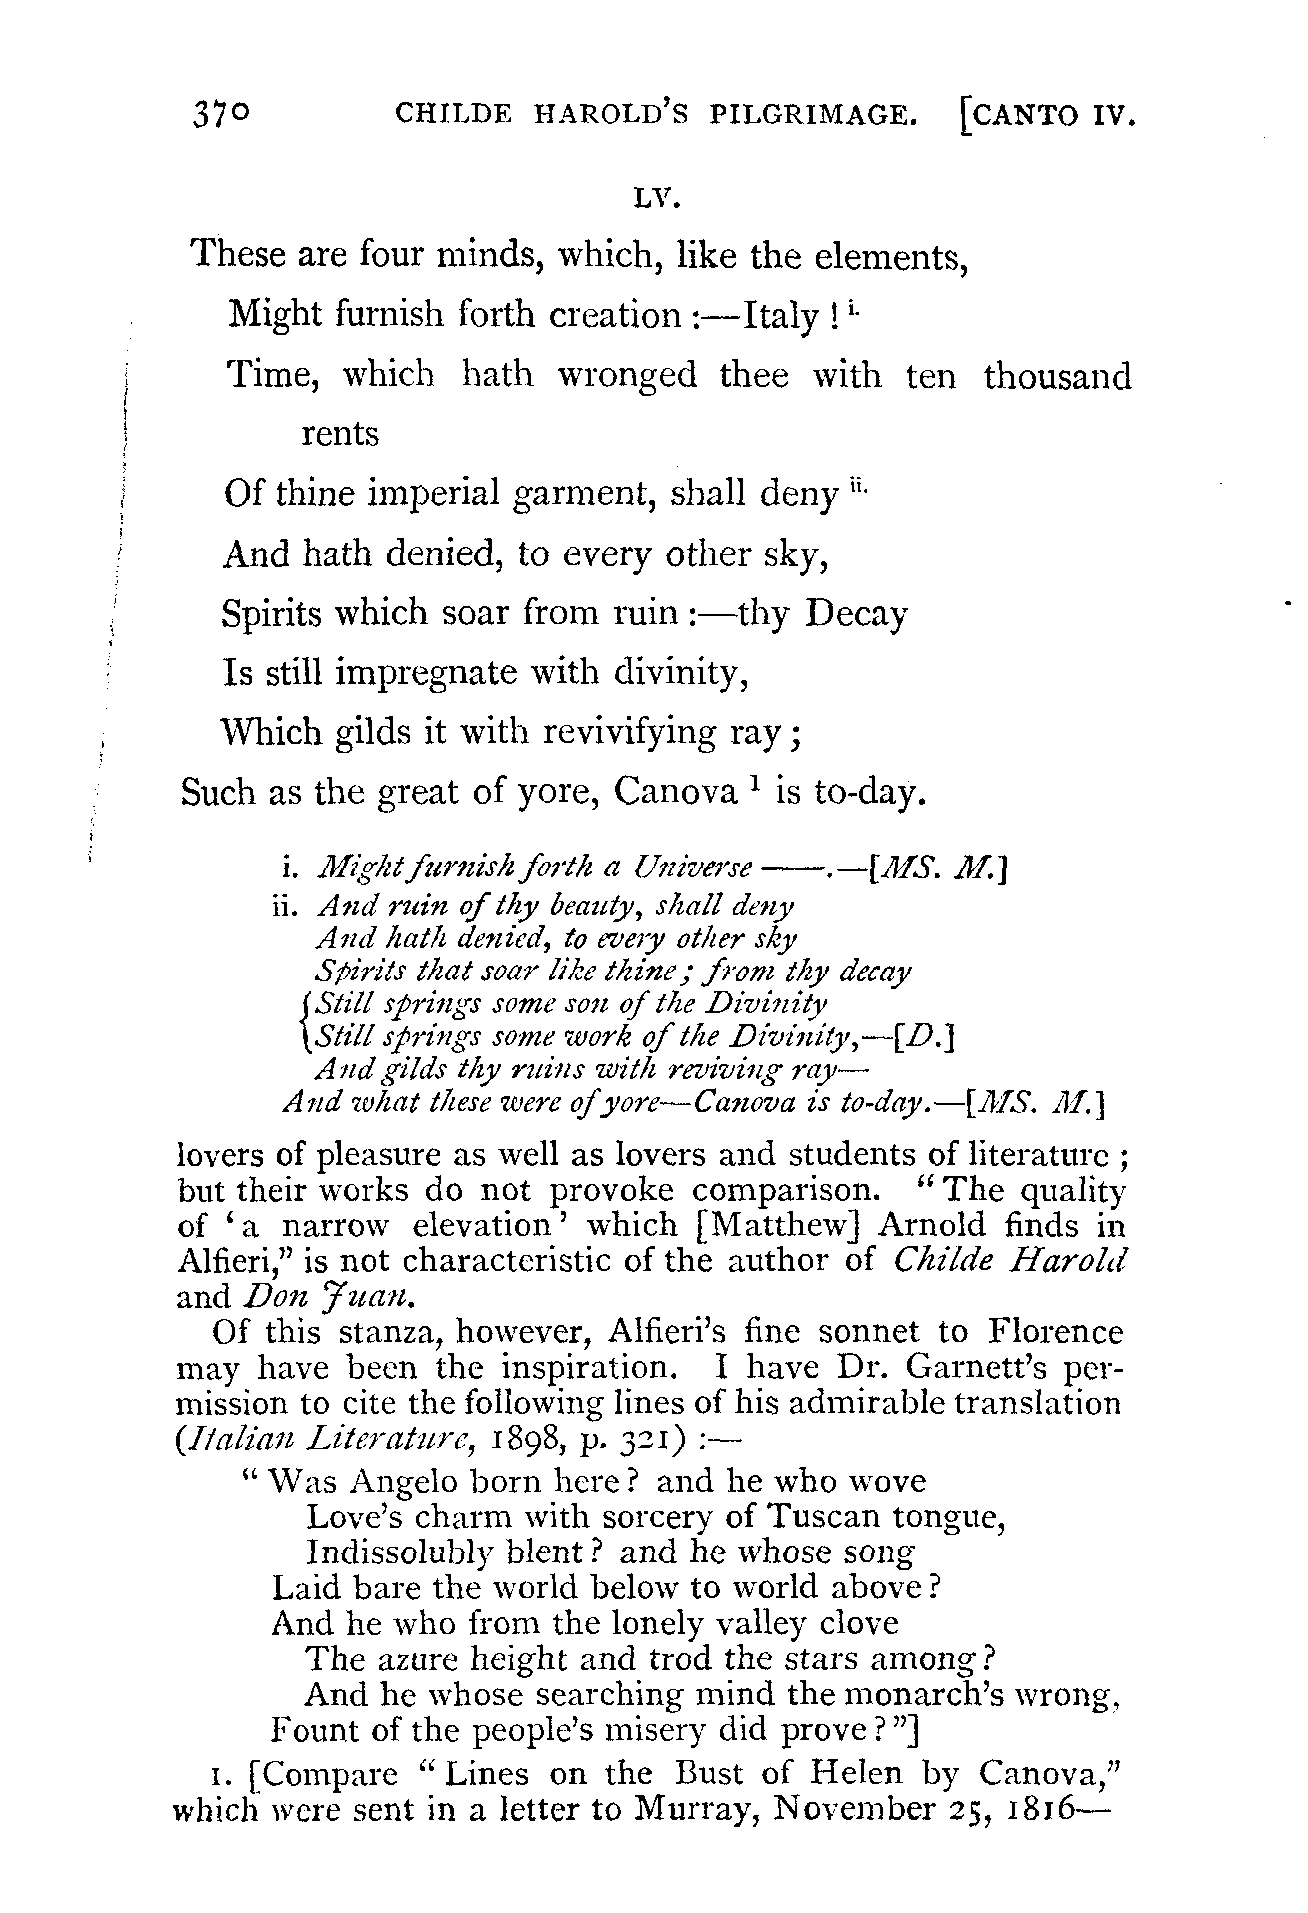 370 CHILDE HAROLD'S PILGRIMAGE. [CANTO IV.
LV.
These are four minds, which, like the elements,
Might furnish forth creation :—Italy ! i.
Time, which hath wronged thee with ten thousand
rents
Of thine imperial garment, shall deny ii.
And hath denied, to every other sky,
Spirits which soar from ruin :—thy Decay
Is still impregnate with divinity,
Which gilds it with revivifying ray ;
Such as the great of yore, Canova 1 is to-day.
i. Might furnish forth a Universe ——.—[MS. M.]
ii. And ruin of thy beauty, shall deny
And hath denied, to every other sky
Spirits that soar like thine ; from thy decay
{Still springs some son of the Divinity
{Still springs some work of the Divinity,—[D.]
And gilds thy ruins with reviving ray—
And what these were of yore—Canova is to-day.—[MS. M.]
lovers of pleasure as well as lovers and students of literature ;
but their works do not provoke comparison. "The quality
of 'a narrow elevation' which [Matthew] Arnold finds in
Alfieri," is not characteristic of the author of Childe Harold
and Don Juan.
Of this stanza, however, Alfieri's fine sonnet to Florence
may have been the inspiration. I have Dr. Garnett's per-
mission to cite the following lines of his admirable translation
(Italian Literature, 1898, p. 321) :—
"Was Angelo born here? and he who wove
Love's charm with sorcery of Tuscan tongue,
Indissolubly blent? and he whose song
Laid bare the world below to world above?
And he who from the lonely valley clove
The azure height and trod the stars among?
And he whose searching mind the monarch's wrong,
Fount of the people's misery did prove?"]
1. [Compare "Lines on the Bust of Helen by Canova,"
which were sent in a letter to Murray, November 25, 1816—